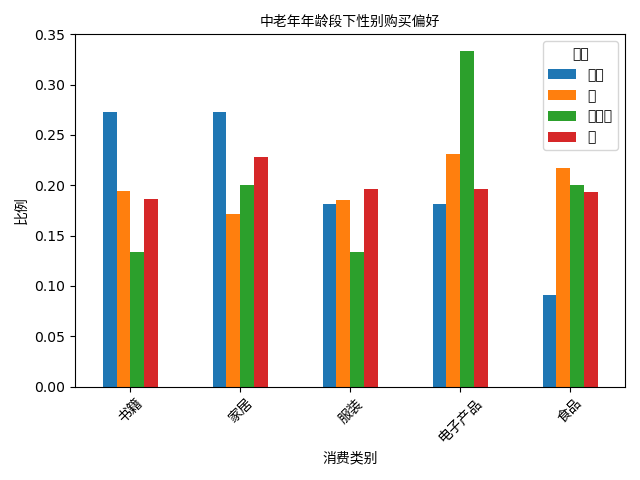 中老年年龄段下性别购买偏好
0.35
0.30
0.25
0.20
0.15
0.10
0.05
0.00
比例
书籍
家居
服装
电子产品
食品
消费类别